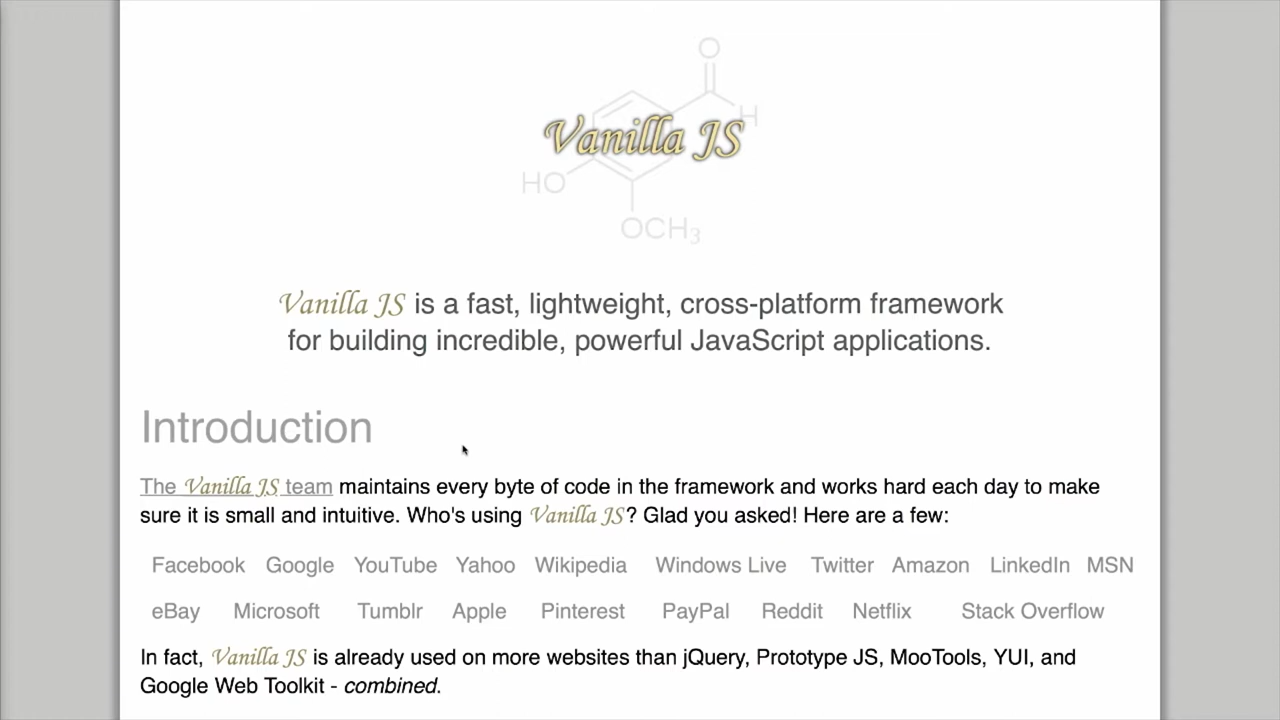 O
H
Vanilla JS
HO
OCH3
Vanilla JS is a fast, lightweight, cross-platform framework
for building incredible, powerful JavaScript applications.
Introduction
The Vanilla JS team maintains every byte of code in the framework and works hard each day to make
sure it is small and intuitive. Who's using Vanilla JS? Glad you asked! Here are a few:
Facebook Google YouTube Yahoo Wikipedia Windows Live Twitter Amazon LinkedIn MSN
eBay Microsoft Tumblr Apple Pinterest PayPal Reddit Netflix Stack Overflow
In fact, Vanilla JS is already used on more websites than jQuery, Prototype JS, MooTools, YUI, and
Google Web Toolkit - combined.